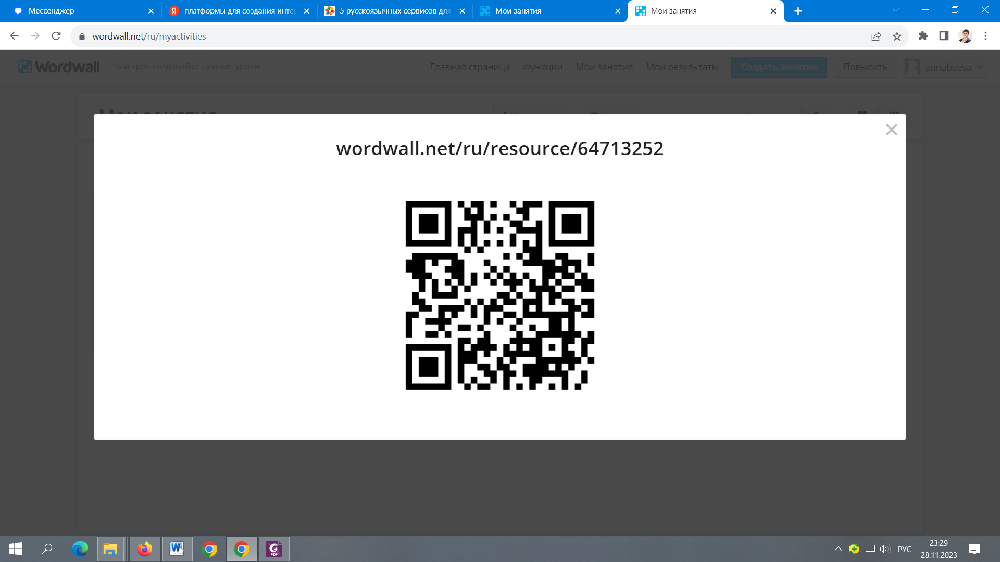 Мессенджер
платформы для создания инте
5 русскоязычных сервисов для
Мои занятия
Мои занятия
wordwall.net/ru/myactivities
Wordwall
Быстрее создавайте лучшие уроки
Главная страница
Функции
Мои занятия
Мои результаты
Создать занятие
Повысить
annabaeva
Мои занятия
wordwall.net/ru/resource/64713252
РУС
23:29
28.11.2023